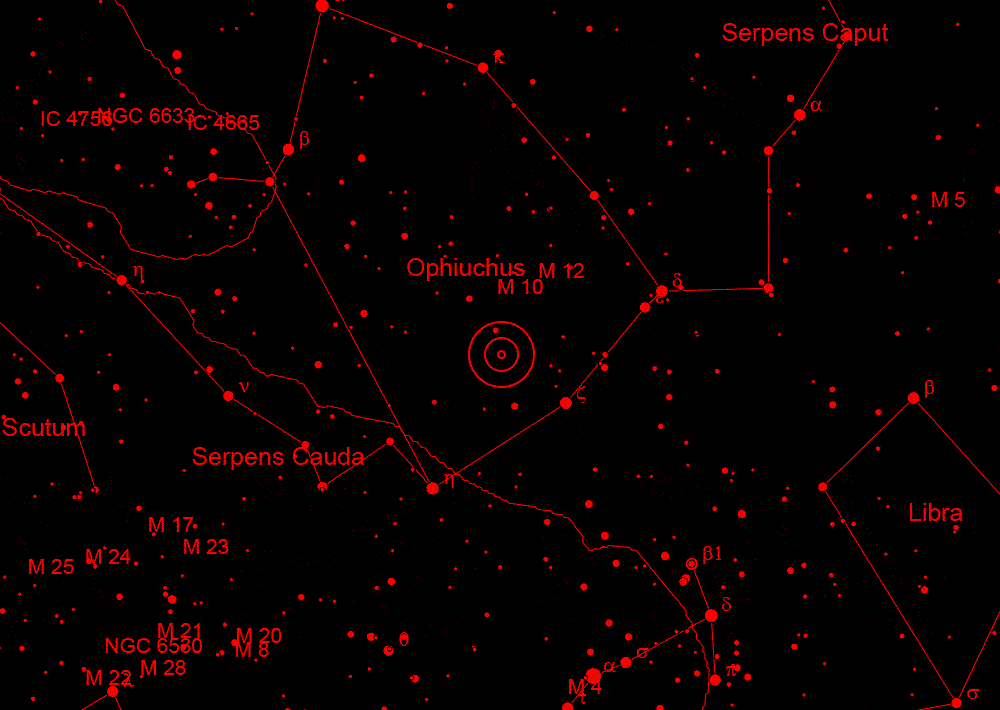 Serpens Caput
κ
α
IC 4756
NGC 6633
IC 4665
β
M 5
η
Ophiuchus
M 12
δ
M 10
ε
β
ν
ζ
Scutum
Serpens Cauda
η
Libra
M 17
M 23
β1
M 24
M 25
δ
M 21
M 20
θ
NGC 6530
M 8
σ
α
M 28
π
M 22
λ
M 4
τ
σ